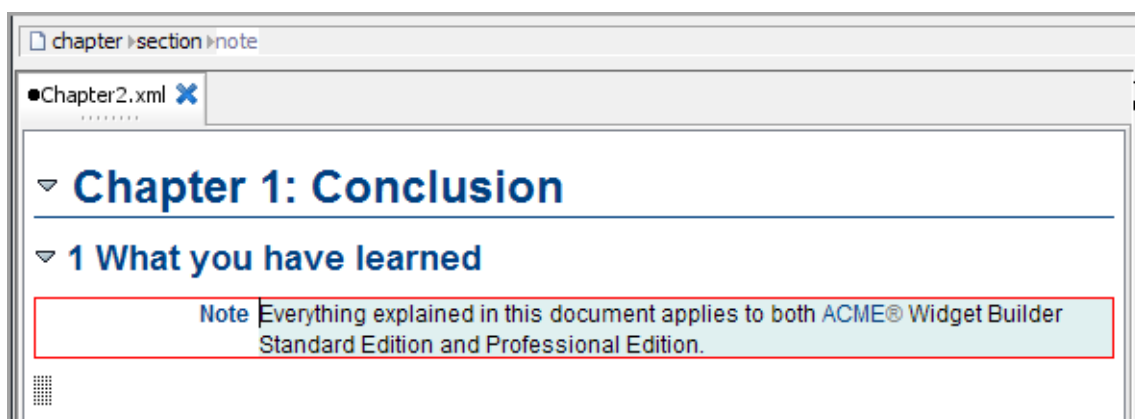 chapter section note
Chapter2.xml
Chapter 1: Conclusion
1 What you have learned
Note Everything explained in this document applies to both ACME® Widget Builder
Standard Edition and Professional Edition.